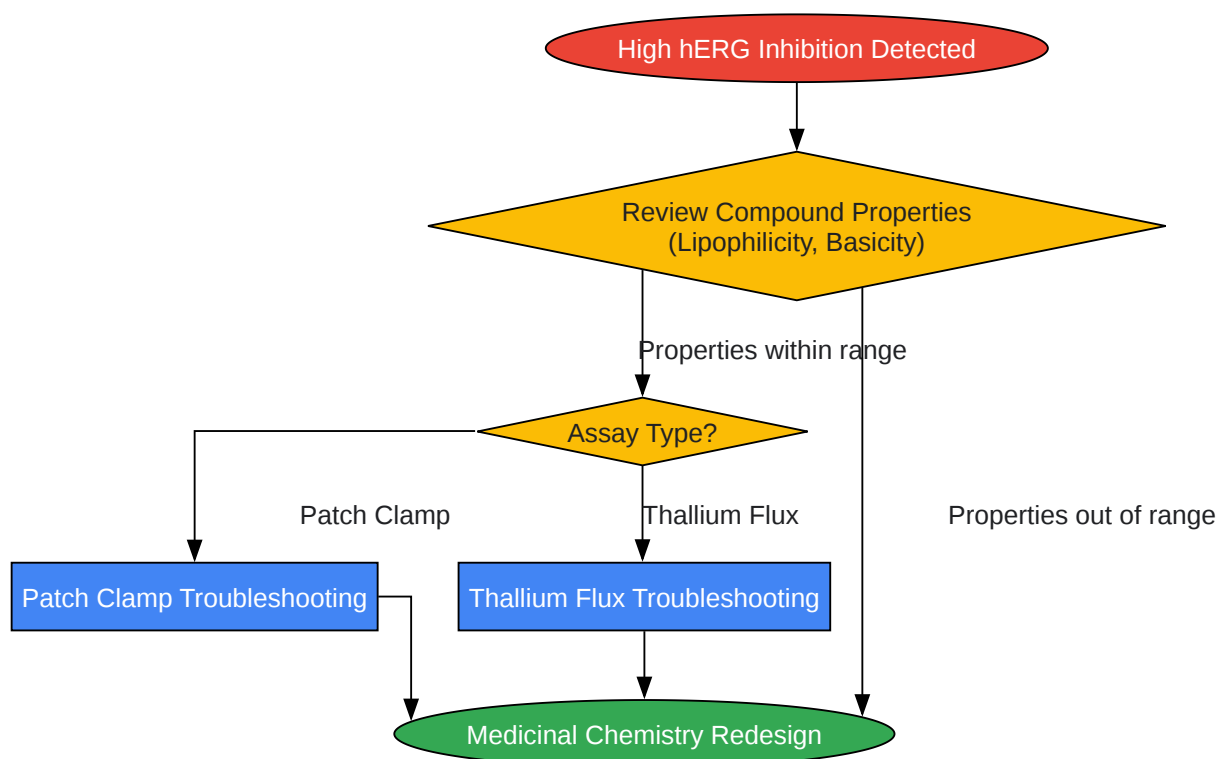 High hERG Inhibition Detected
Review Compound Properties
(Lipophilicity, Basicity)
Properties within range
Assay Type?
Patch Clamp
Thallium Flux
Properties out of range
Patch Clamp Troubleshooting
Thallium Flux Troubleshooting
Medicinal Chemistry Redesign